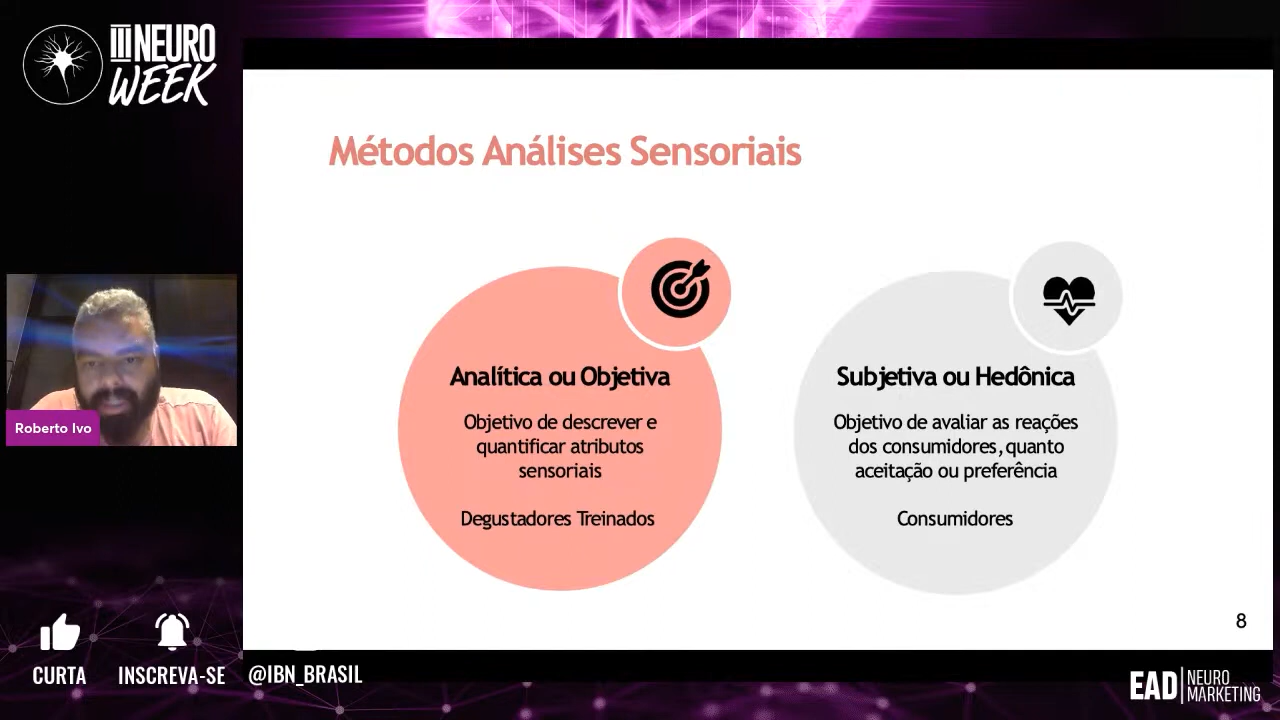 NEURO
WEEK
Métodos Análises Sensoriais
Analítica ou Objetiva
Objetivo de descrever e
quantificar atributos
sensoriais
Degustadores Treinados
Subjetiva ou Hedônica
Objetivo de avaliar as reações
dos consumidores, quanto
aceitação ou preferência
Consumidores
8
Roberto Ivo
CURTA
INSCREVA-SE
@IBN_BRASIL
EAD
NEURO
MARKETING